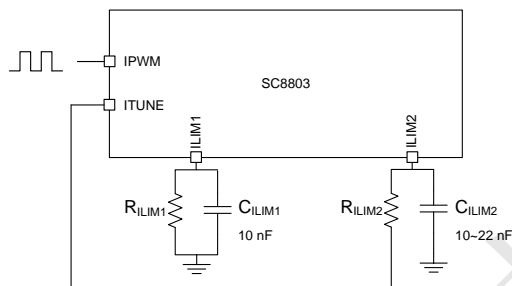 IPWM
SC8803
ITUNE
ILIM1
ILIM2
RILIM1
CILIM1
RILIM2
CILIM2
10 nF
10~22 nF